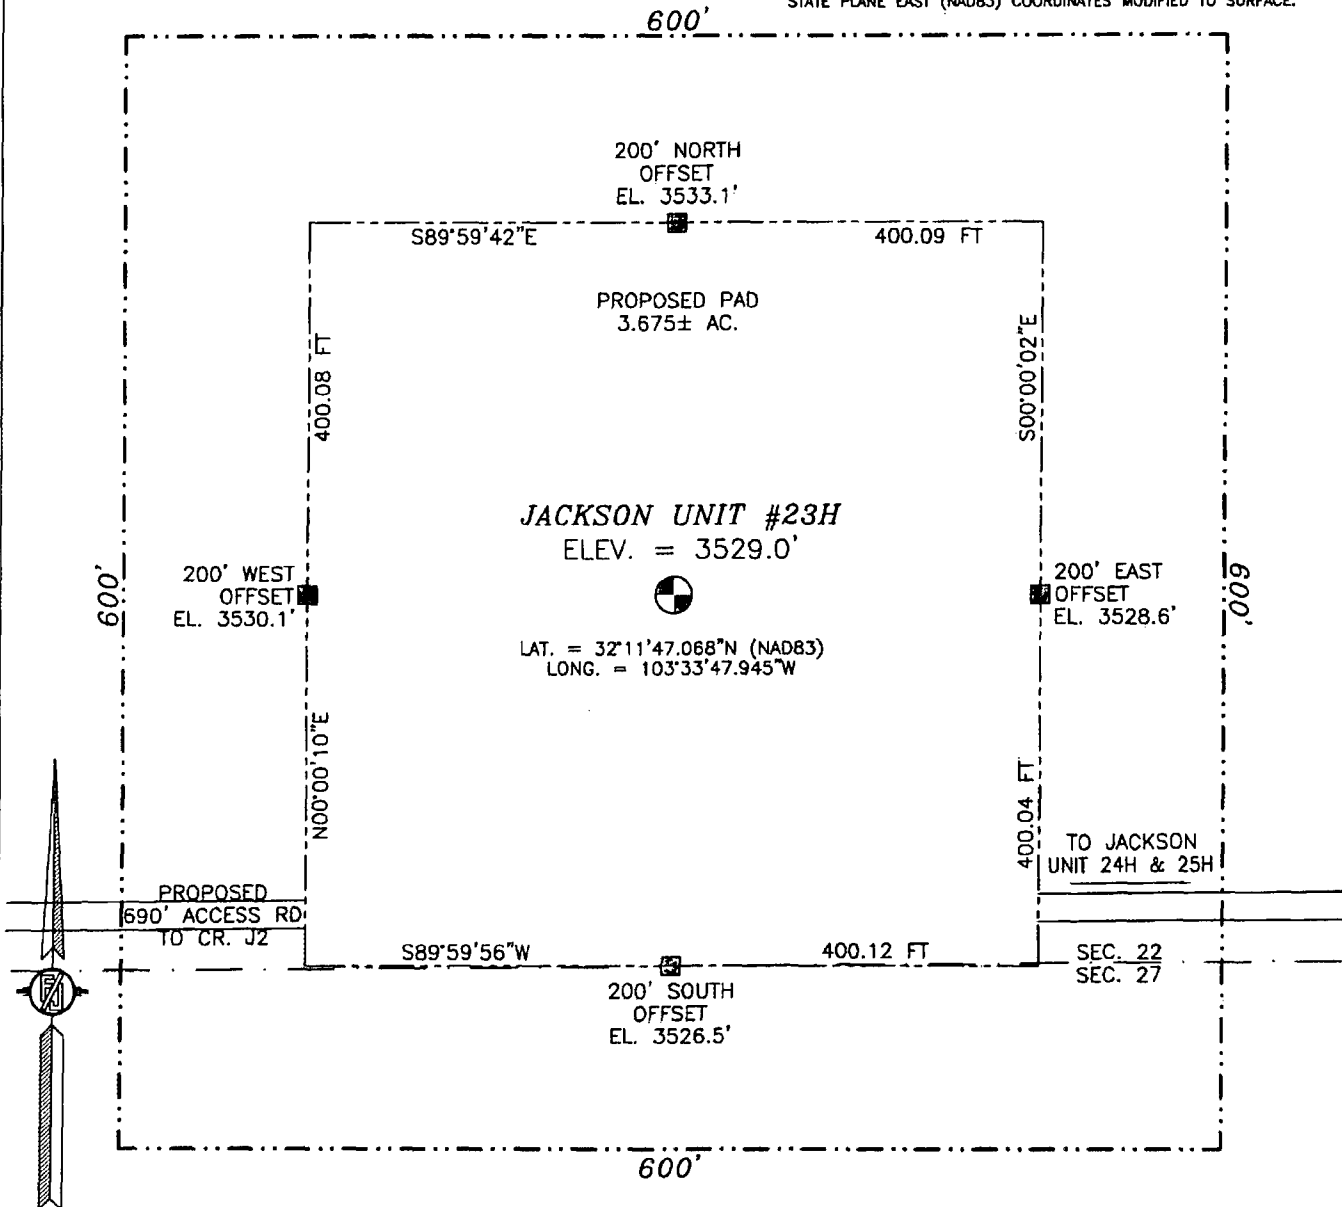 STATE PLANE EAST (NAD83) COORDINATES MODIFIED TO SURFACE.
600'
200' NORTH
OFFSET
EL. 3533.1'
S89°59'42"E
400.09 FT
PROPOSED PAD
3.675± AC.
400.08 FT
S00°00'02"E
JACKSON UNIT #23H
ELEV. = 3529.0'
600'
200' WEST
OFFSET
EL. 3530.1'
200' EAST
OFFSET
EL. 3528.6'
600'
LAT. = 32°11'47.068"N (NAD83)
LONG. = 103°33'47.945"W
N00°00'10"E
400.04 FT
TO JACKSON
UNIT 24H & 25H
PROPOSED
690' ACCESS RD
TO CR. J2
S89°59'56"W
400.12 FT
SEC. 22
SEC. 27
200' SOUTH
OFFSET
EL. 3526.5'
600'